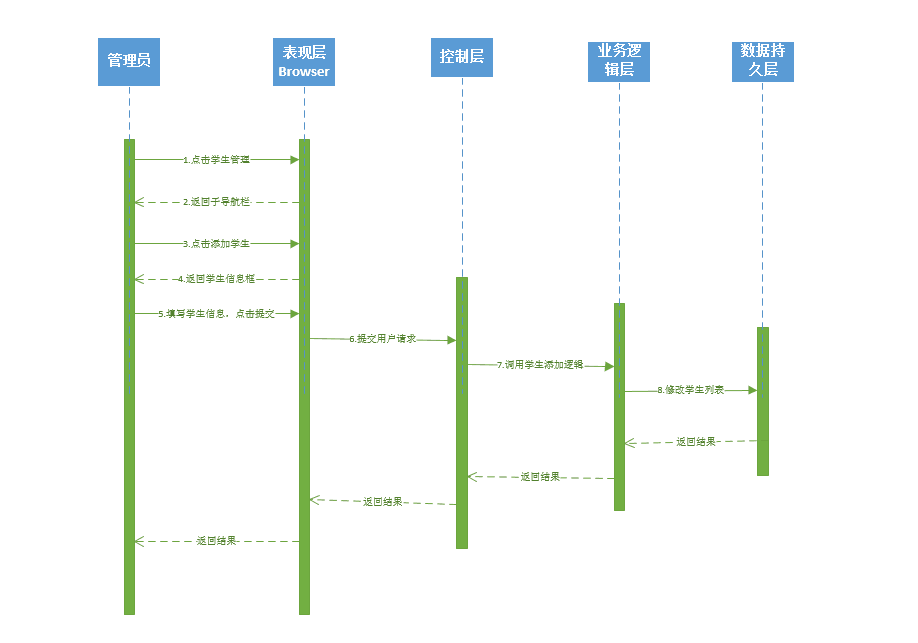 管理员
表现层
Browser
控制层
业务逻
辑层
数据持
久层
1.点击学生管理
2.返回子导航栏
3.点击添加学生
4.返回学生信息框
5.填写学生信息，点击提交
6.提交用户请求
7.调用学生添加逻辑
8.修改学生列表
返回结果
返回结果
返回结果
返回结果